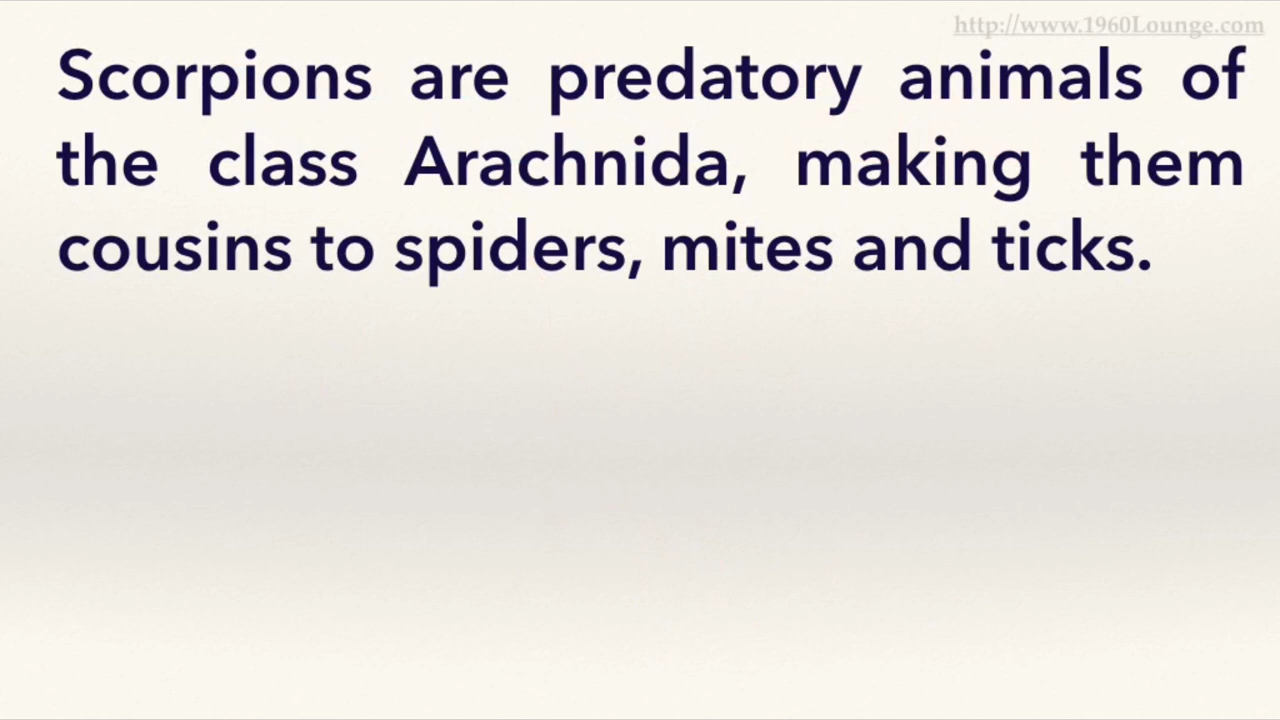 http://www.1960Lounge.com
Scorpions are predatory animals of
the class Arachnida, making them
cousins to spiders, mites and ticks.